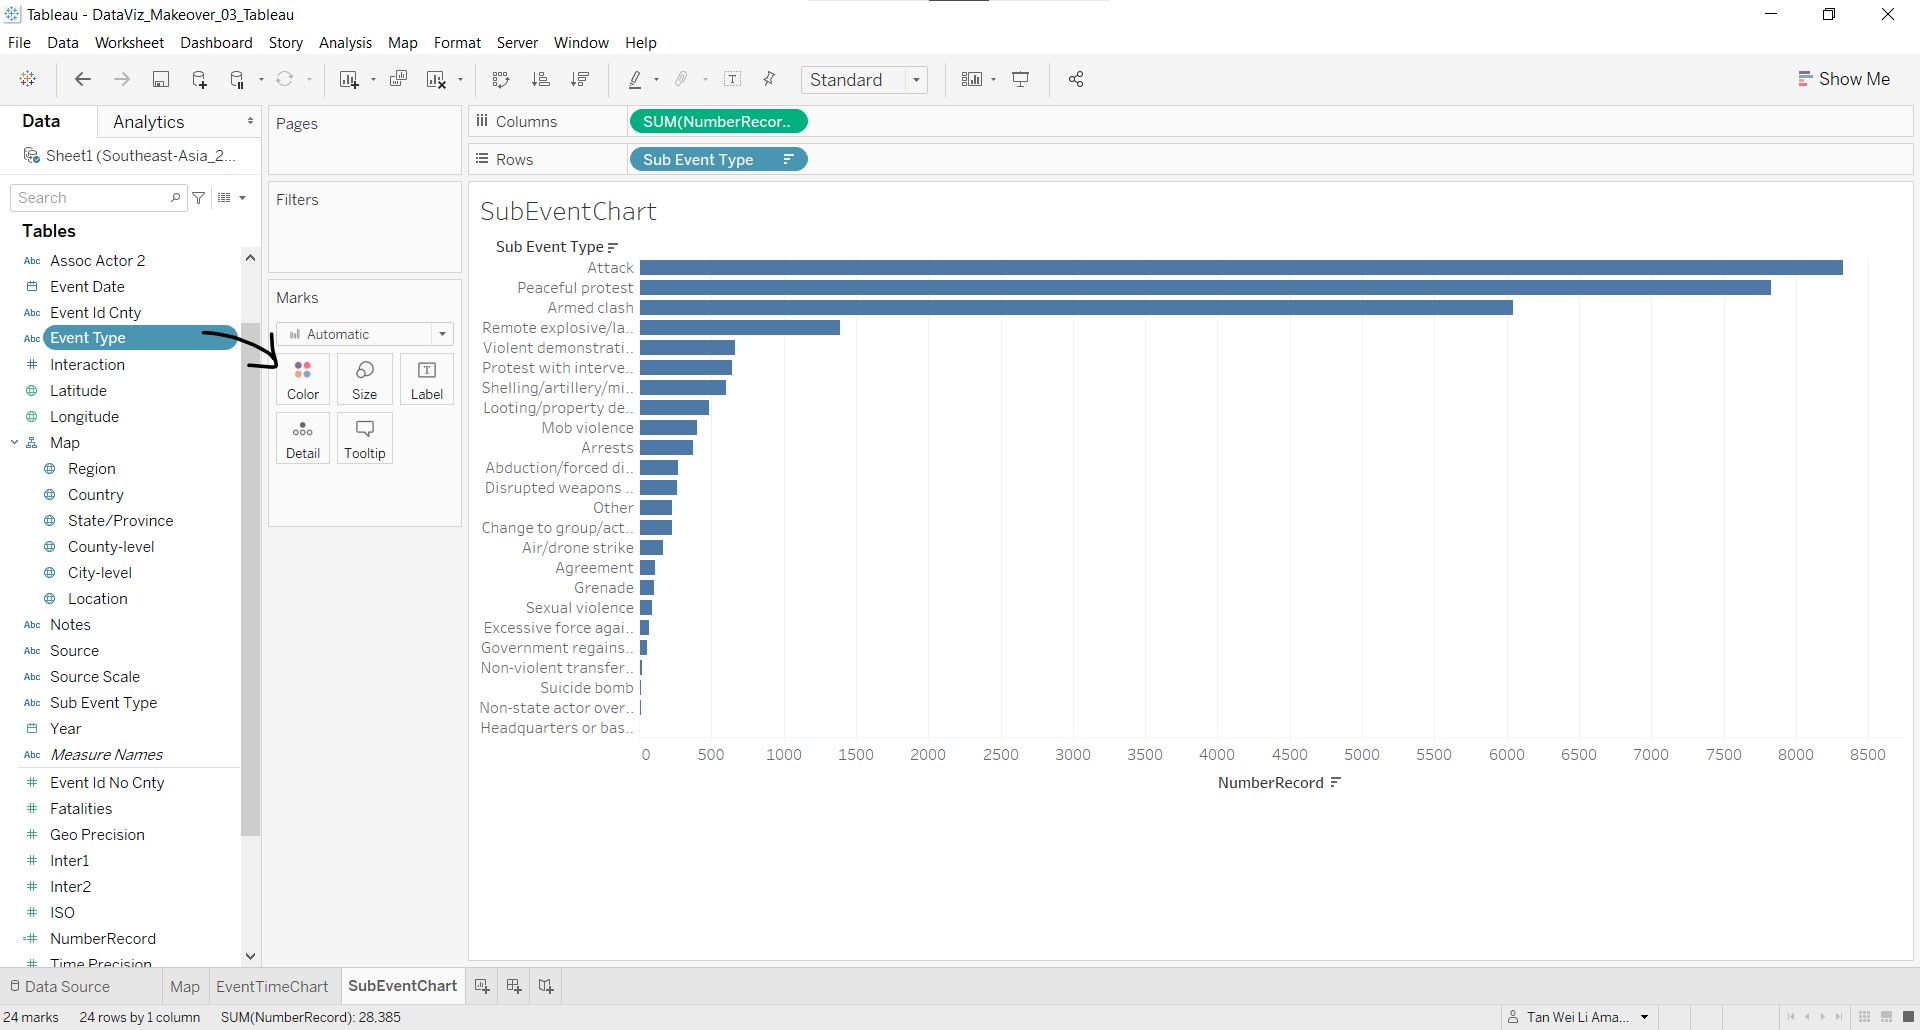 Tableau - DataViz_Makeover_03_Tableau
File Data Worksheet Dashboard Story Analysis Map Format Server Window Help
Standard
Show Me
Data Analytics
Sheet1 (Southeast-Asia_2...
Search
Tables
Abc Assoc Actor 2
Event Date
Abc Event Id Cnty
Abc Event Type
# Interaction
Latitude
Longitude
Map
Region
Country
State/Province
County-level
City-level
Location
Abc Notes
Abc Source
Abc Source Scale
Abc Sub Event Type
Year
Abc Measure Names
# Event Id No Cnty
# Fatalities
# Geo Precision
# Inter1
# Inter2
# ISO
=# NumberRecord
# Time Precision
Pages
Filters
Marks
Automatic
Color Size Label
Detail Tooltip
Columns SUM(NumberRecor..
Rows Sub Event Type
SubEventChart
Sub Event Type
Attack
Peaceful protest
Armed clash
Remote explosive/la..
Violent demonstrati..
Protest with interve..
Shelling/artillery/mi..
Looting/property de..
Mob violence
Arrests
Abduction/forced di..
Disrupted weapons ..
Other
Change to group/act..
Air/drone strike
Agreement
Grenade
Sexual violence
Excessive force agai..
Government regains..
Non-violent transfer..
Suicide bomb
Non-state actor over..
Headquarters or bas..
0 500 1000 1500 2000 2500 3000 3500 4000 4500 5000 5500 6000 6500 7000 7500 8000 8500
NumberRecord
Data Source Map EventTimeChart SubEventChart
24 marks 24 rows by 1 column SUM(NumberRecord): 28,385
Tan Wei Li Ama...